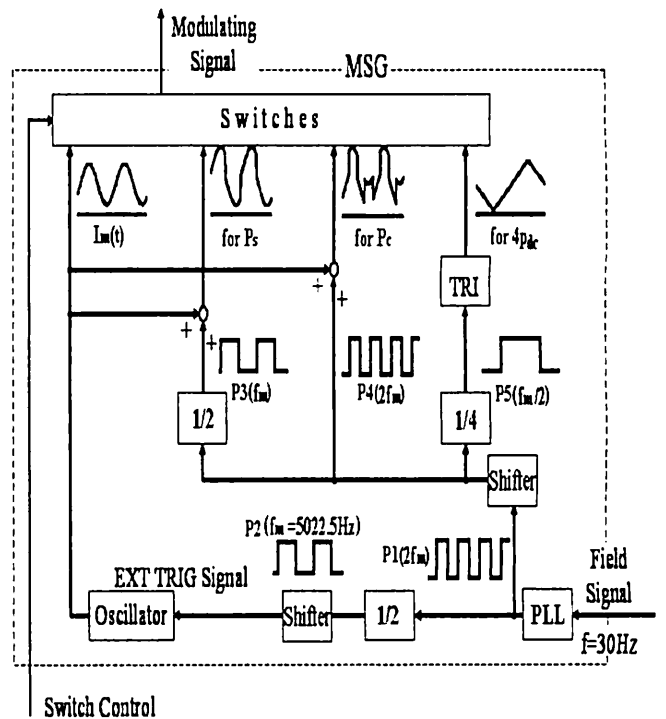 Modulating
Signal
MSG
Switches
Im(t)
for Ps
for Pc
for 4pdc
TRI
+
+
+
+
P3(fm)
P4(2fm)
P5(fm/2)
1/2
1/4
Shifter
P2(fm=5022.5Hz)
P1(2fm)
EXT TRIG Signal
Field
Signal
Oscillator
Shifter
1/2
PLL
f=30Hz
Switch Control